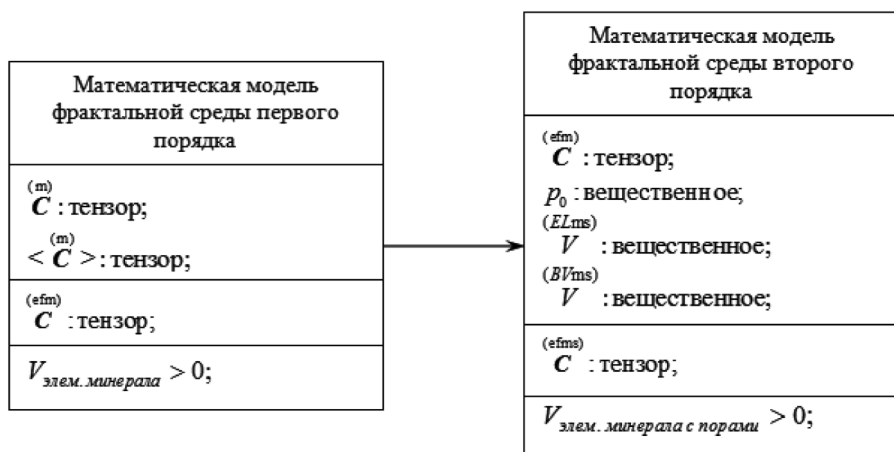 Математическая модель
фрактальной среды первого
порядка
(m)
C : тензор;
(m)
< C > : тензор;
(efm)
C : тензор;
V элем. минерала > 0;
Математическая модель
фрактальной среды второго
порядка
(efm)
C : тензор;
p₀ : вещественное;
(ELms)
V : вещественное;
(BVms)
V : вещественное;
(efms)
C : тензор;
V элем. минерала с порами > 0;